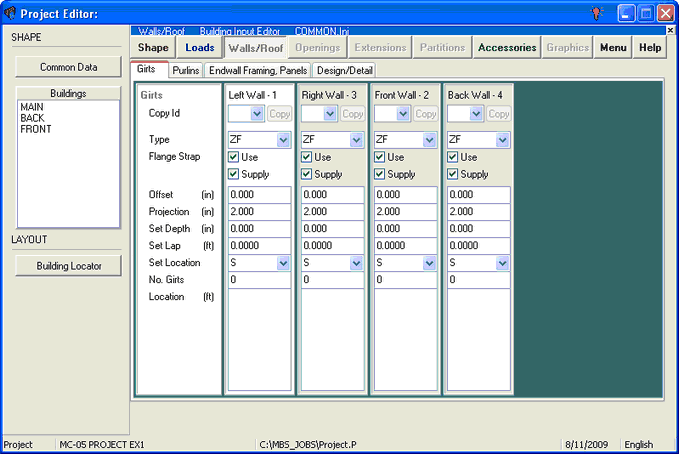 Project Editor:
Walls/Roof Building Input Editor COMMON.Ini
SHAPE
Common Data
Buildings
MAIN
BACK
FRONT
LAYOUT
Building Locator
Shape Loads Walls/Roof Openings Extensions Partitions Accessories Graphics Menu Help
Girts Purlins Endwall Framing, Panels Design/Detail
Girts Left Wall - 1 Right Wall - 3 Front Wall - 2 Back Wall - 4
Copy Id Copy Copy Copy Copy
Type ZF ZF ZF ZF
Flange Strap Use Use Use Use
Supply Supply Supply Supply
Offset (in) 0.000 0.000 0.000 0.000
Projection (in) 2.000 2.000 2.000 2.000
Set Depth (in) 0.000 0.000 0.000 0.000
Set Lap (ft) 0.0000 0.0000 0.0000 0.0000
Set Location S S S S
No. Girts 0 0 0 0
Location (ft)
Project MC-05 PROJECT EX1 C:\MBS_JOBS\Project.P 8/11/2009 English